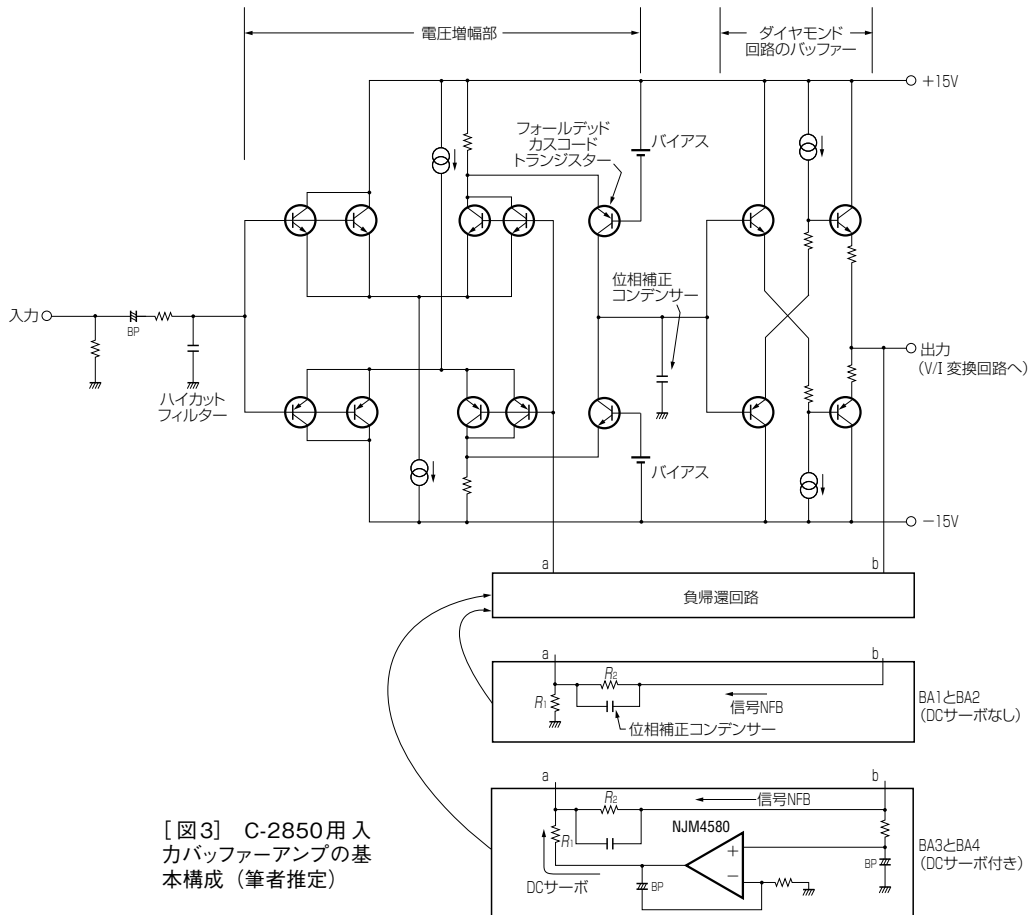 電圧増幅部
ダイヤモンド
回路のバッファー
+15V
フォールデッド
カスコード
トランジスター
バイアス
入力
BP
ハイカット
フィルター
位相補正
コンデンサー
出力
(V/I 変換回路へ)
バイアス
−15V
a
b
負帰還回路
a
b
R1
R2
信号NFB
位相補正コンデンサー
BA1とBA2
(DCサーボなし)
a
b
R2
信号NFB
R1
NJM4580
+
−
BP
BP
DCサーボ
BA3とBA4
(DCサーボ付き)
[図3] C-2850用入
力バッファーアンプの基
本構成(筆者推定)